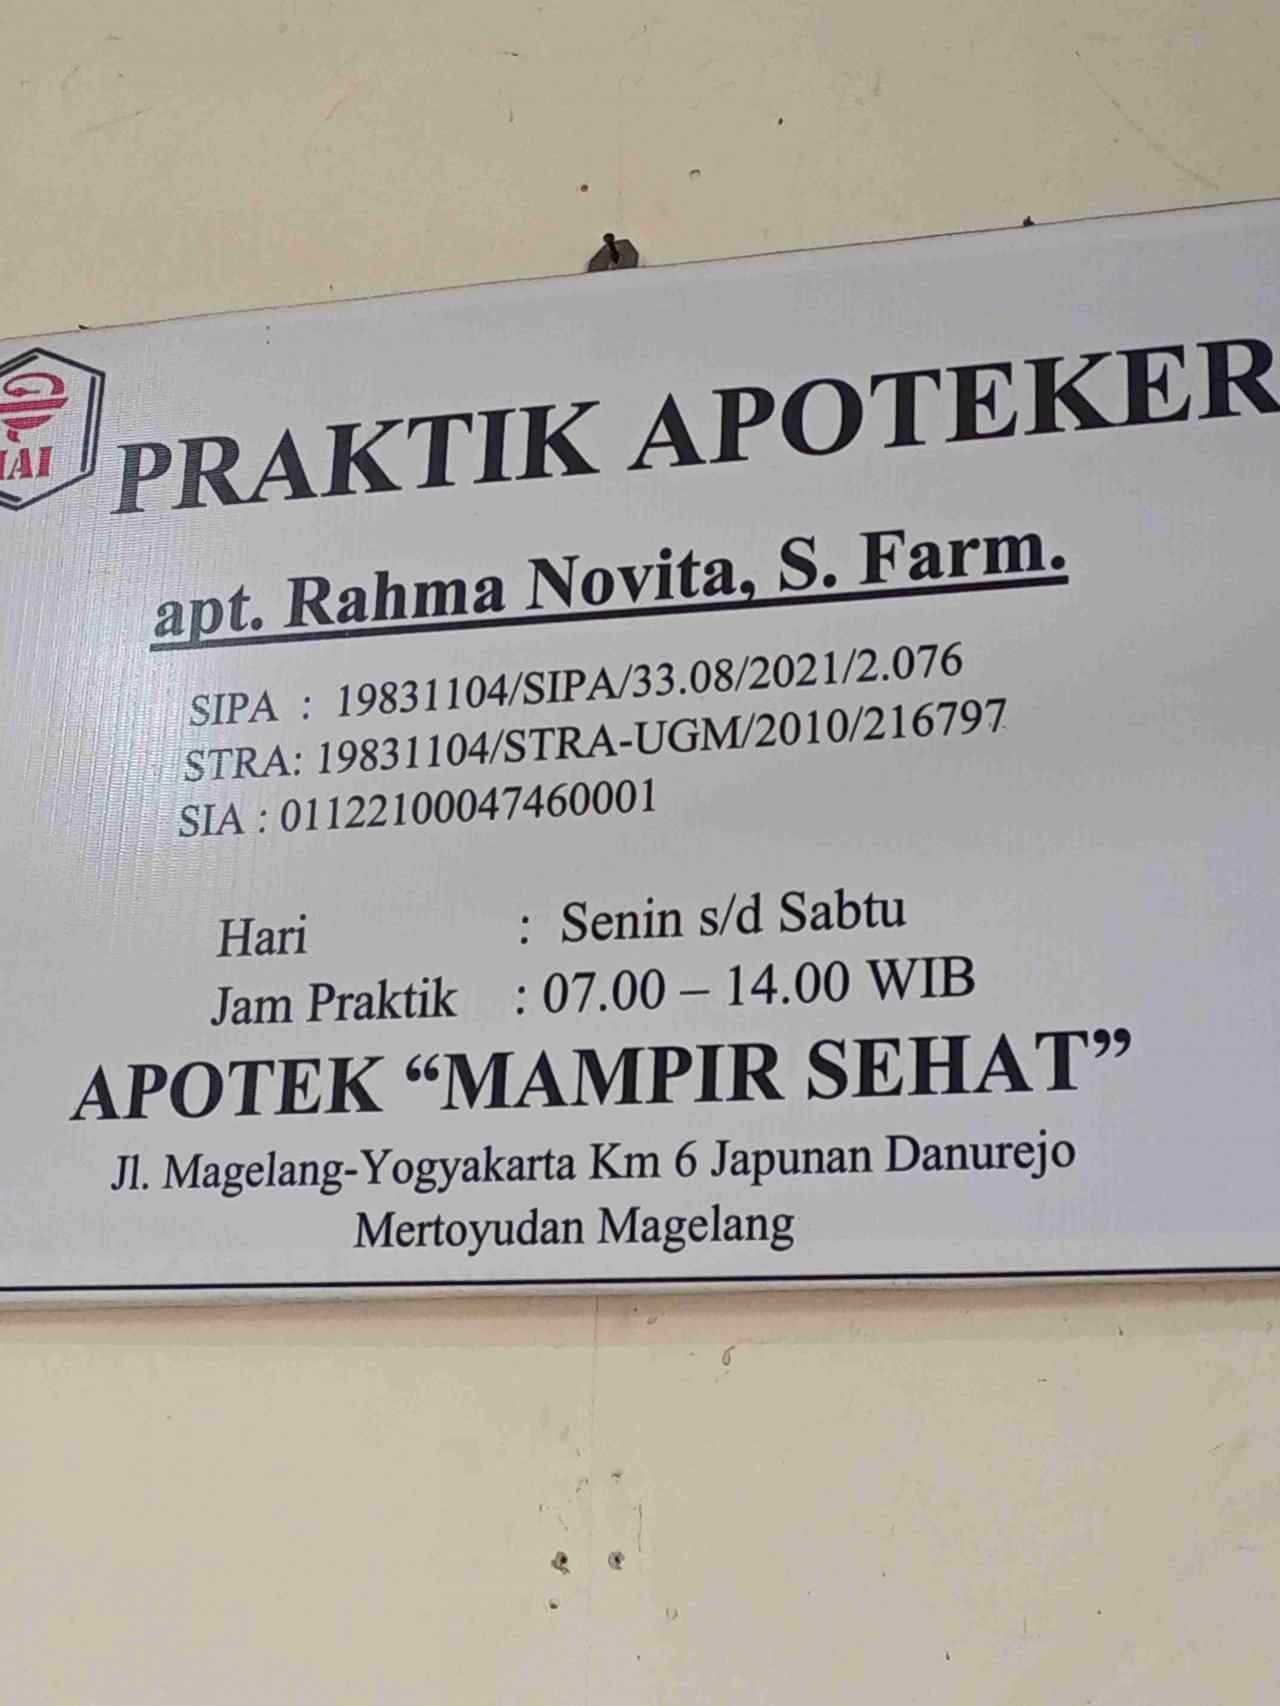 IAI
PRAKTIK APOTEKER
apt. Rahma Novita, S. Farm.
SIPA : 19831104/SIPA/33.08/2021/2.076
STRA: 19831104/STRA-UGM/2010/216797
SIA : 01122100047460001
Hari : Senin s/d Sabtu
Jam Praktik : 07.00 – 14.00 WIB
APOTEK “MAMPIR SEHAT”
Jl. Magelang-Yogyakarta Km 6 Japunan Danurejo
Mertoyudan Magelang